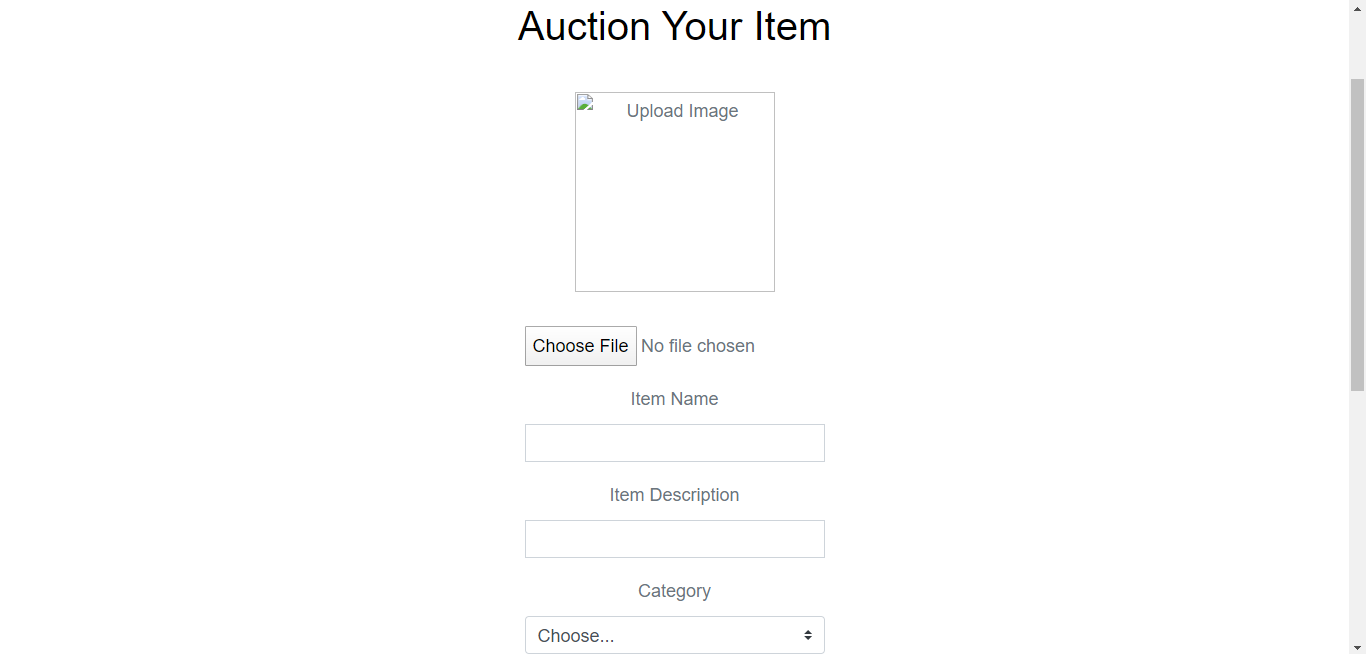 Auction Your Item
Upload Image
Choose File No file chosen
Item Name
Item Description
Category
Choose...